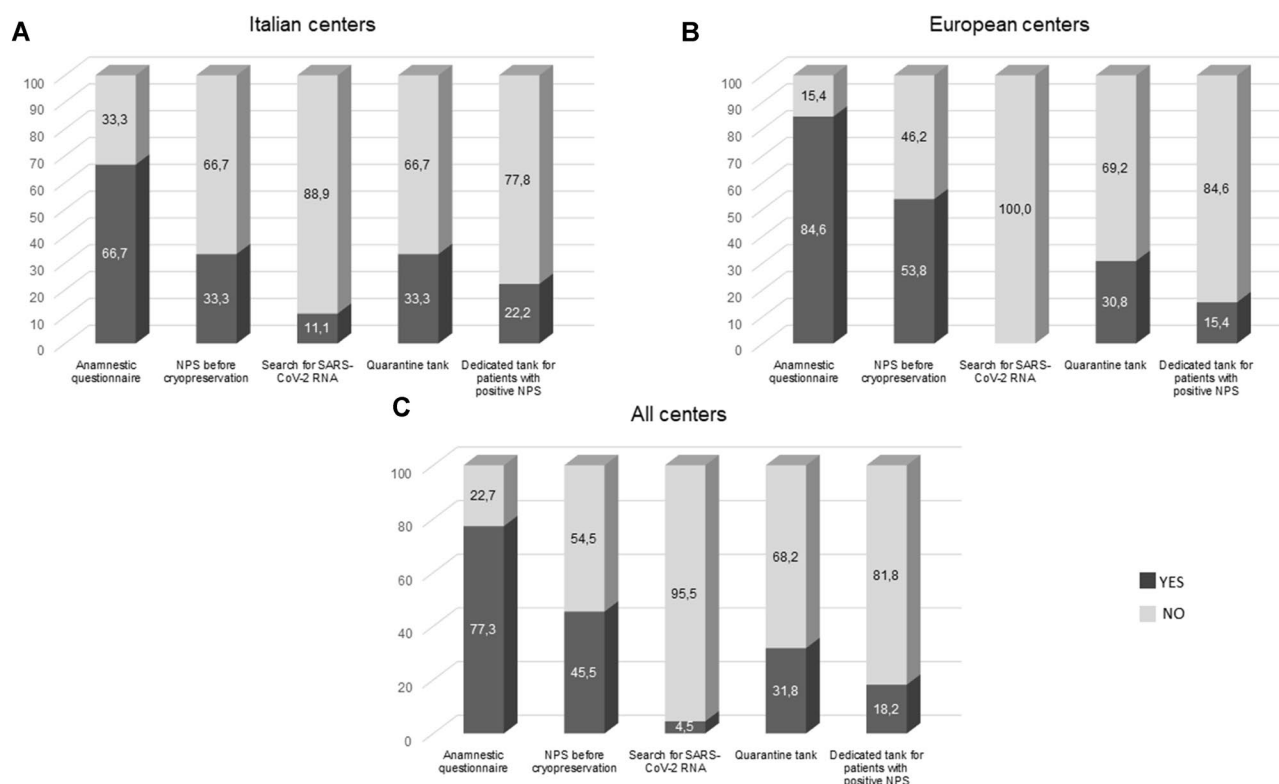 A
Italian centers
100
90
80
70
60
50
40
30
20
10
0
33,3
66,7
66,7
33,3
88,9
11,1
66,7
33,3
77,8
22,2
Anamnestic
questionnaire
NPS before
cryopreservation
Search for SARS-
CoV-2 RNA
Quarantine tank
Dedicated tank for
patients with
positive NPS
B
European centers
100
90
80
70
60
50
40
30
20
10
0
15,4
84,6
46,2
53,8
100,0
69,2
30,8
84,6
15,4
Anamnestic
questionnaire
NPS before
cryopreservation
Search for SARS-
CoV-2 RNA
Quarantine tank
Dedicated tank for
patients with
positive NPS
C
All centers
100
80
60
40
20
0
22,7
77,3
54,5
45,5
95,5
4,5
68,2
31,8
81,8
18,2
Anamnestic
questionnaire
NPS before
cryopreservation
Search for SARS-
CoV-2 RNA
Quarantine tank
Dedicated tank for
patients with
positive NPS
YES
NO